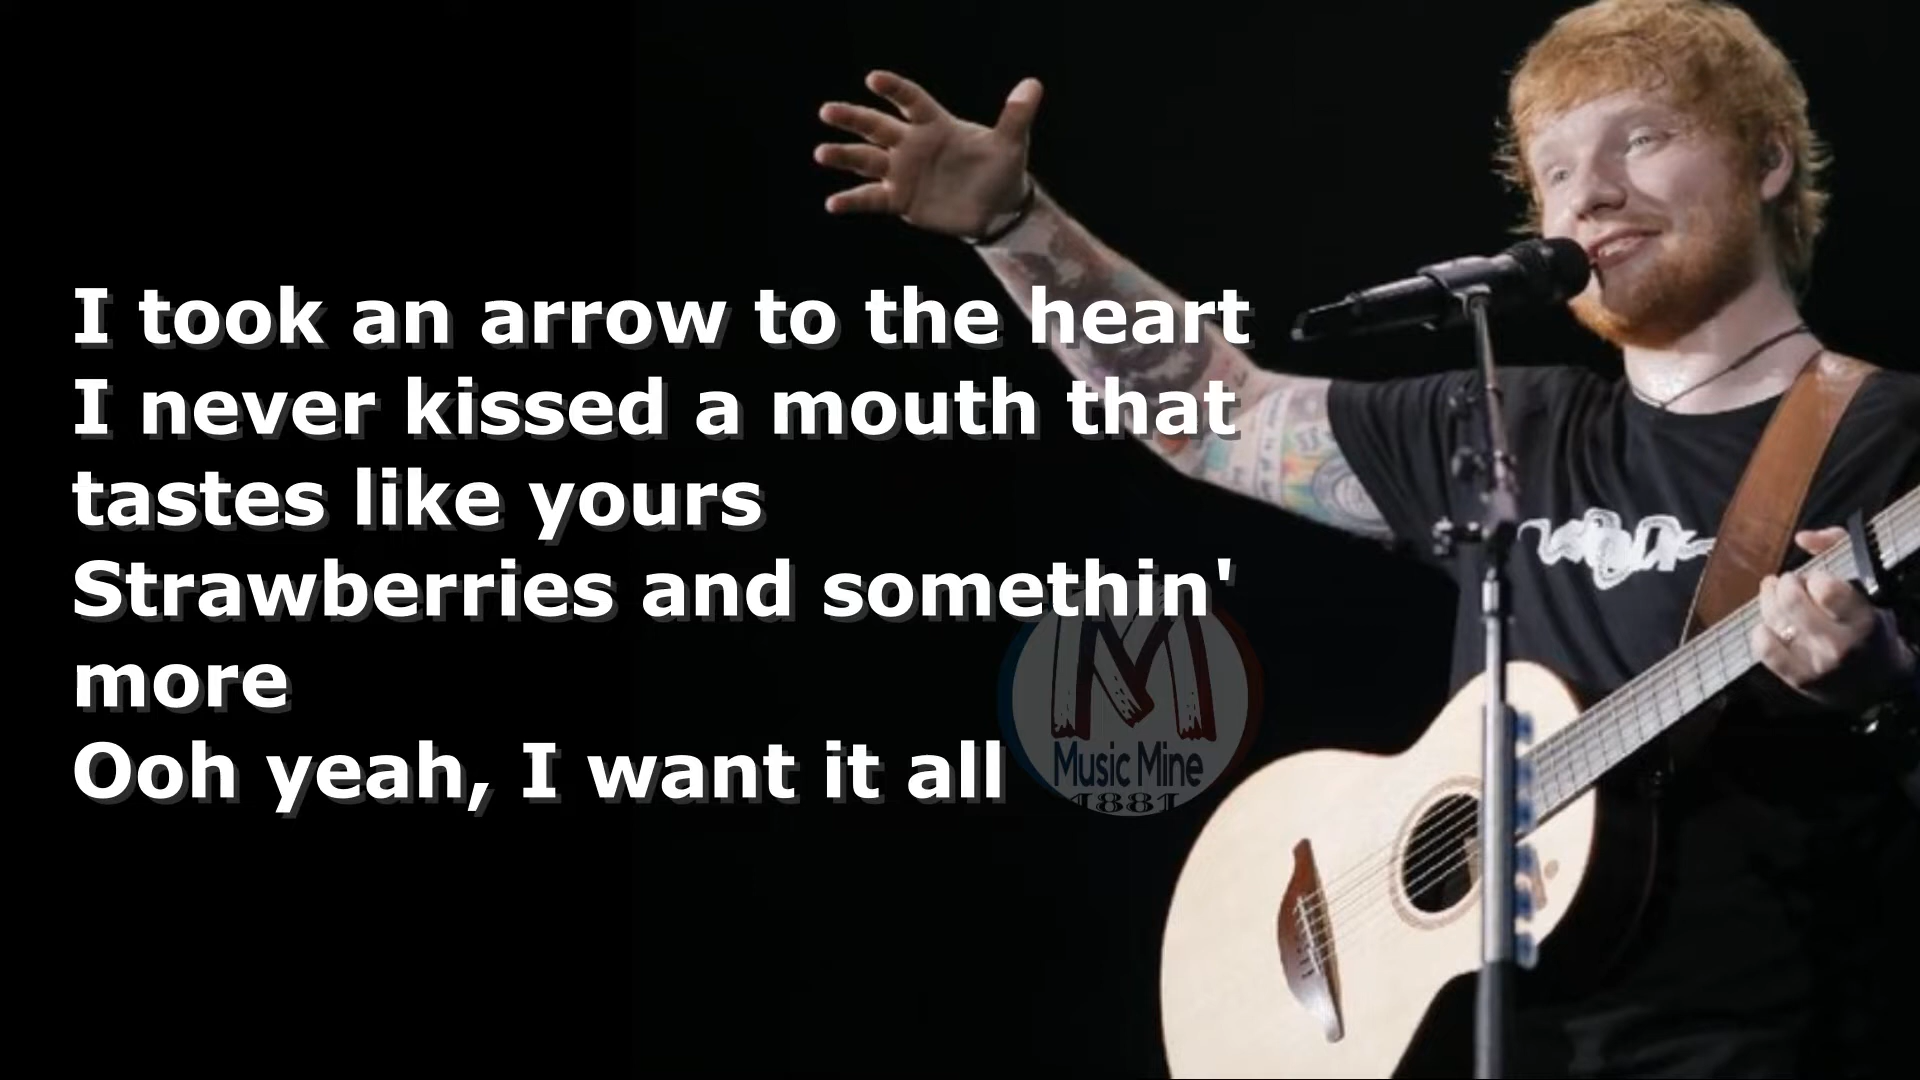 I took an arrow to the heart
I never kissed a mouth that
tastes like yours
Strawberries and somethin'
more
Ooh yeah, I want it all
M
Music Mine
1881